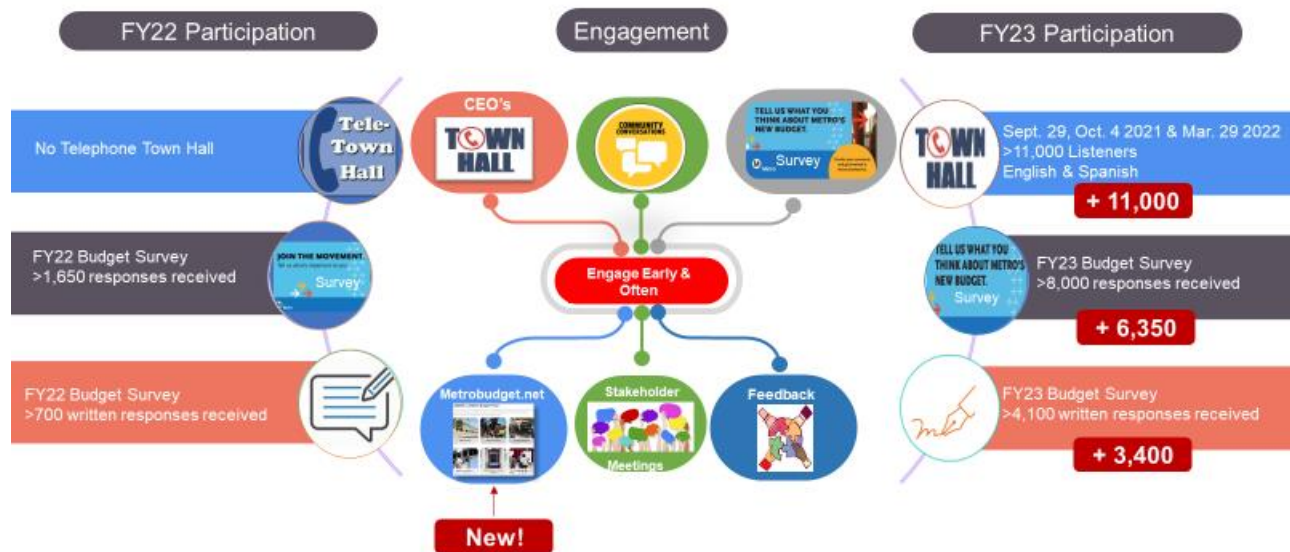 FY22 Participation
Engagement
FY23 Participation
No Telephone Town Hall
Tele-
Town
Hall
FY22 Budget Survey
>1,650 responses received
JOIN THE MOVEMENT.
Survey
FY22 Budget Survey
>700 written responses received
CEO's
TOWN
HALL
COMMUNITY
CONVERSATIONS
TELL US WHAT YOU
THINK ABOUT METRO'S
NEW BUDGET.
Survey
Metro
Engage Early &
Often
Metrobudget.net
New!
Stakeholder
Meetings
Feedback
TOWN
HALL
Sept. 29, Oct. 4 2021 & Mar. 29 2022
>11,000 Listeners
English & Spanish
+ 11,000
TELL US WHAT YOU
THINK ABOUT METRO'S
NEW BUDGET.
Survey
FY23 Budget Survey
>8,000 responses received
+ 6,350
FY23 Budget Survey
>4,100 written responses received
+ 3,400